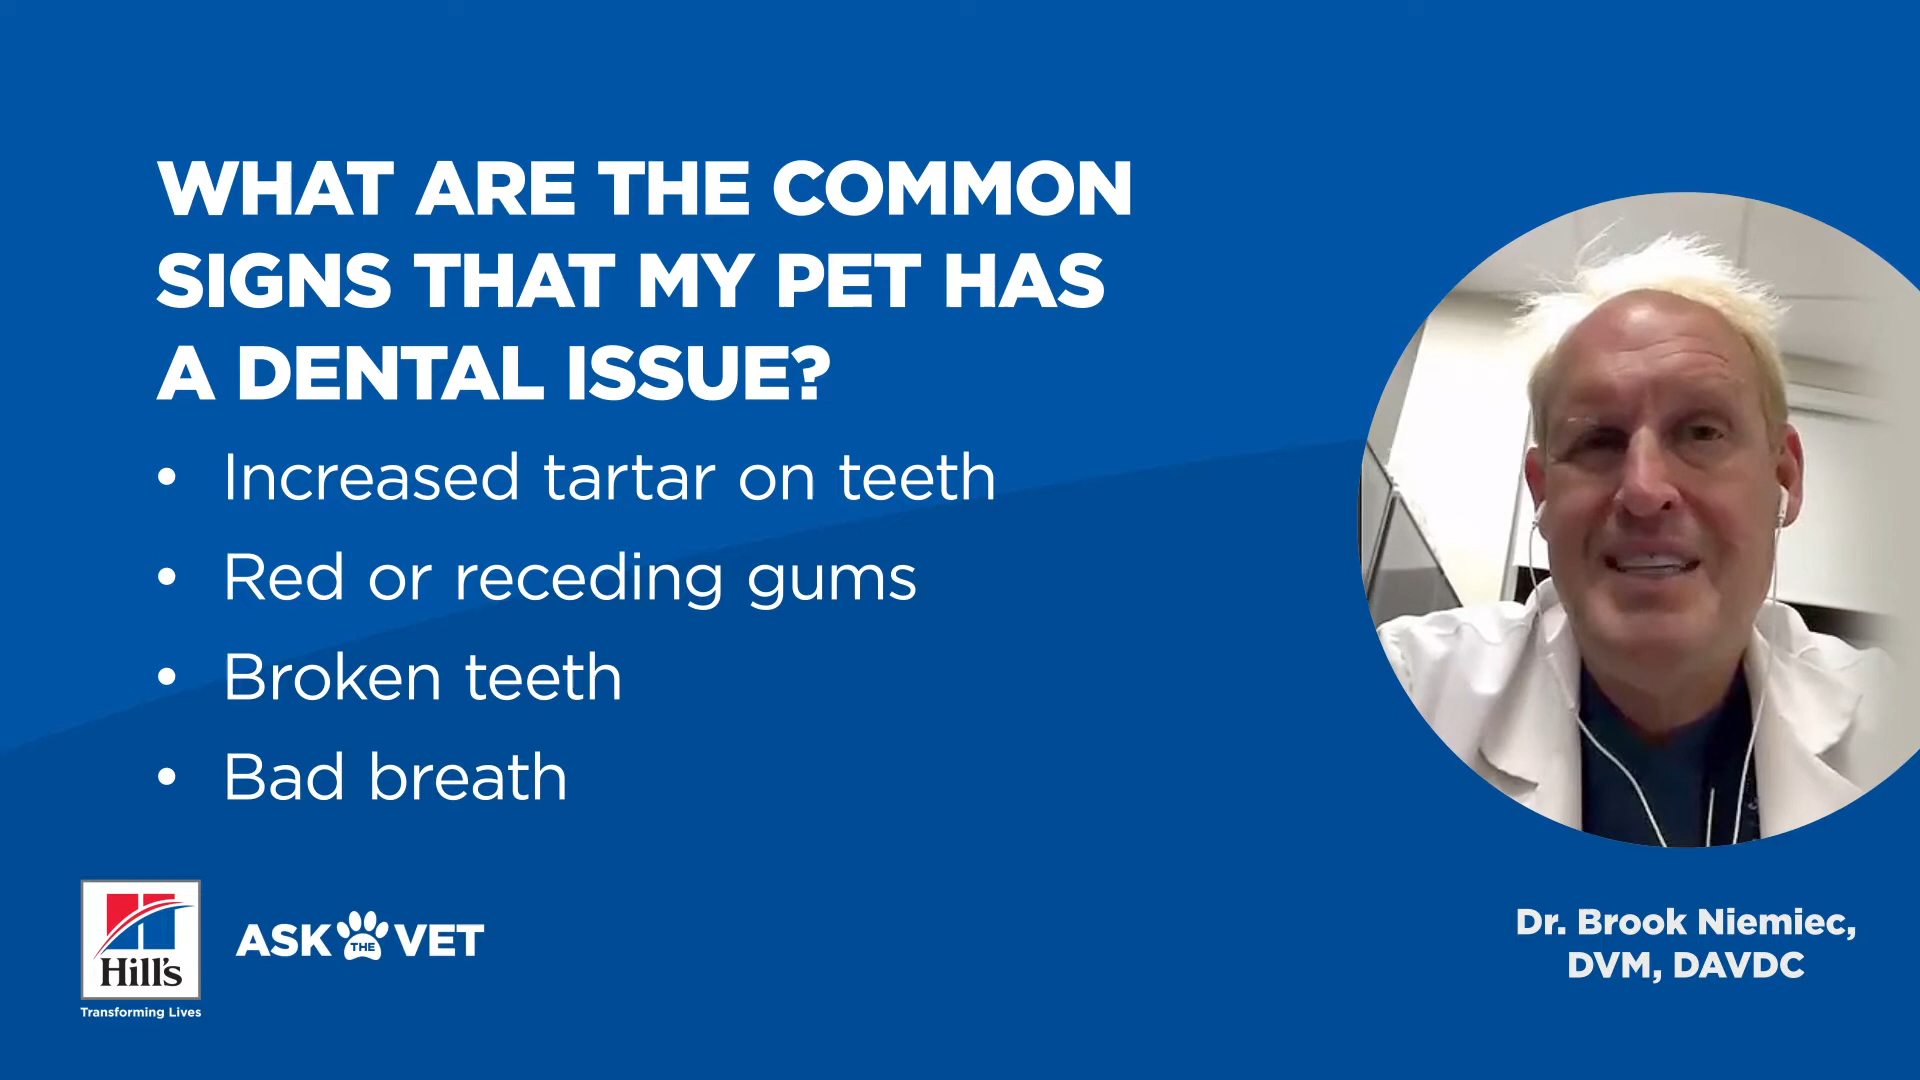 WHAT ARE THE COMMON
SIGNS THAT MY PET HAS
A DENTAL ISSUE?
• Increased tartar on teeth
• Red or receding gums
• Broken teeth
• Bad breath
Hill's
Transforming Lives
ASK THE VET
Dr. Brook Niemiec,
DVM, DAVDC